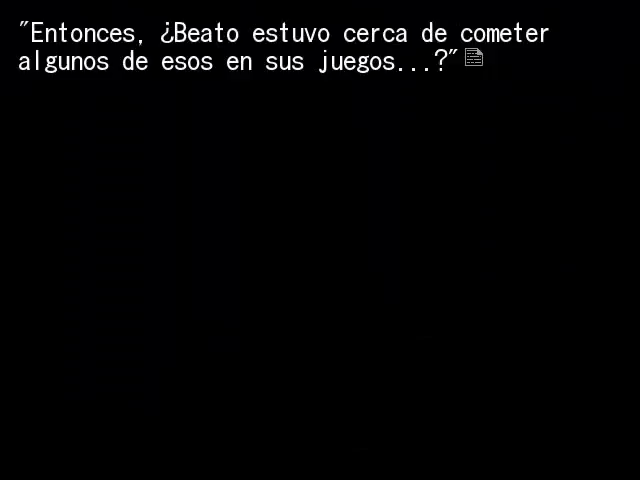 "Entonces, ¿Beato estuvo cerca de cometer
algunos de esos en sus juegos...?"